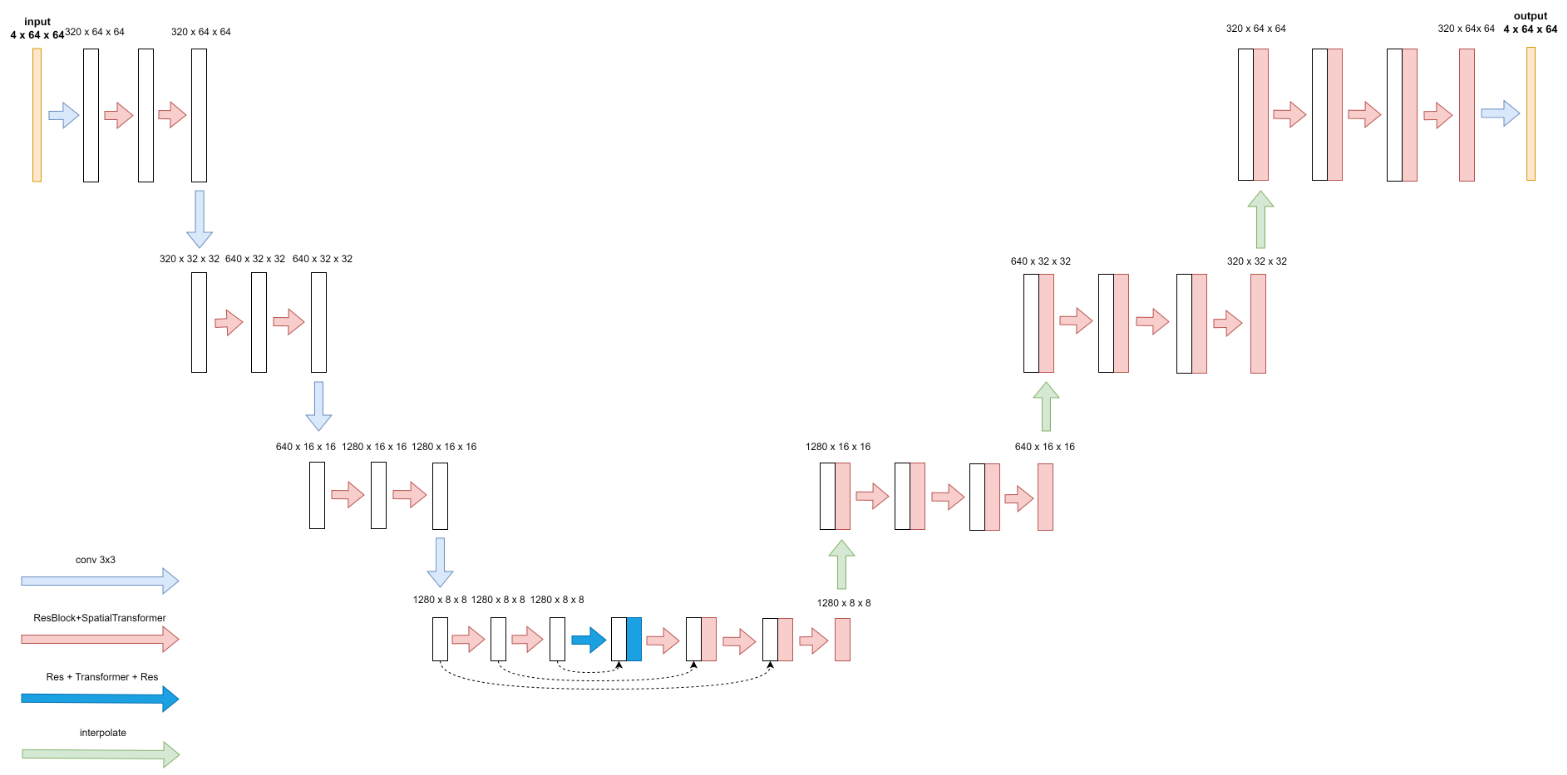 input
4 x 64 x 64
320 x 64 x 64
320 x 64 x 64
320 x 64 x 64
320 x 64x 64
output
4 x 64 x 64
320 x 32 x 32
640 x 32 x 32
640 x 32 x 32
640 x 32 x 32
320 x 32 x 32
640 x 16 x 16
1280 x 16 x 16
1280 x 16 x 16
1280 x 16 x 16
640 x 16 x 16
1280 x 8 x 8
1280 x 8 x 8
1280 x 8 x 8
1280 x 8 x 8
conv 3x3
ResBlock+SpatialTransformer
Res + Transformer + Res
interpolate